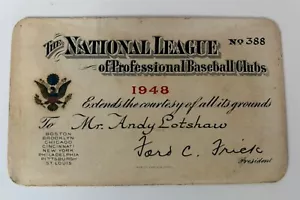 The NATIONAL LEAGUE
Nº 388
of Professional Baseball Clubs
1948
Extends the courtesy of all its grounds
To Mr. Andy Lotshaw
BOSTON
BROOKLYN
CHICAGO
CINCINNATI
NEW YORK
PHILADELPHIA
PITTSBURGH
ST. LOUIS
Ford C. Frick
President